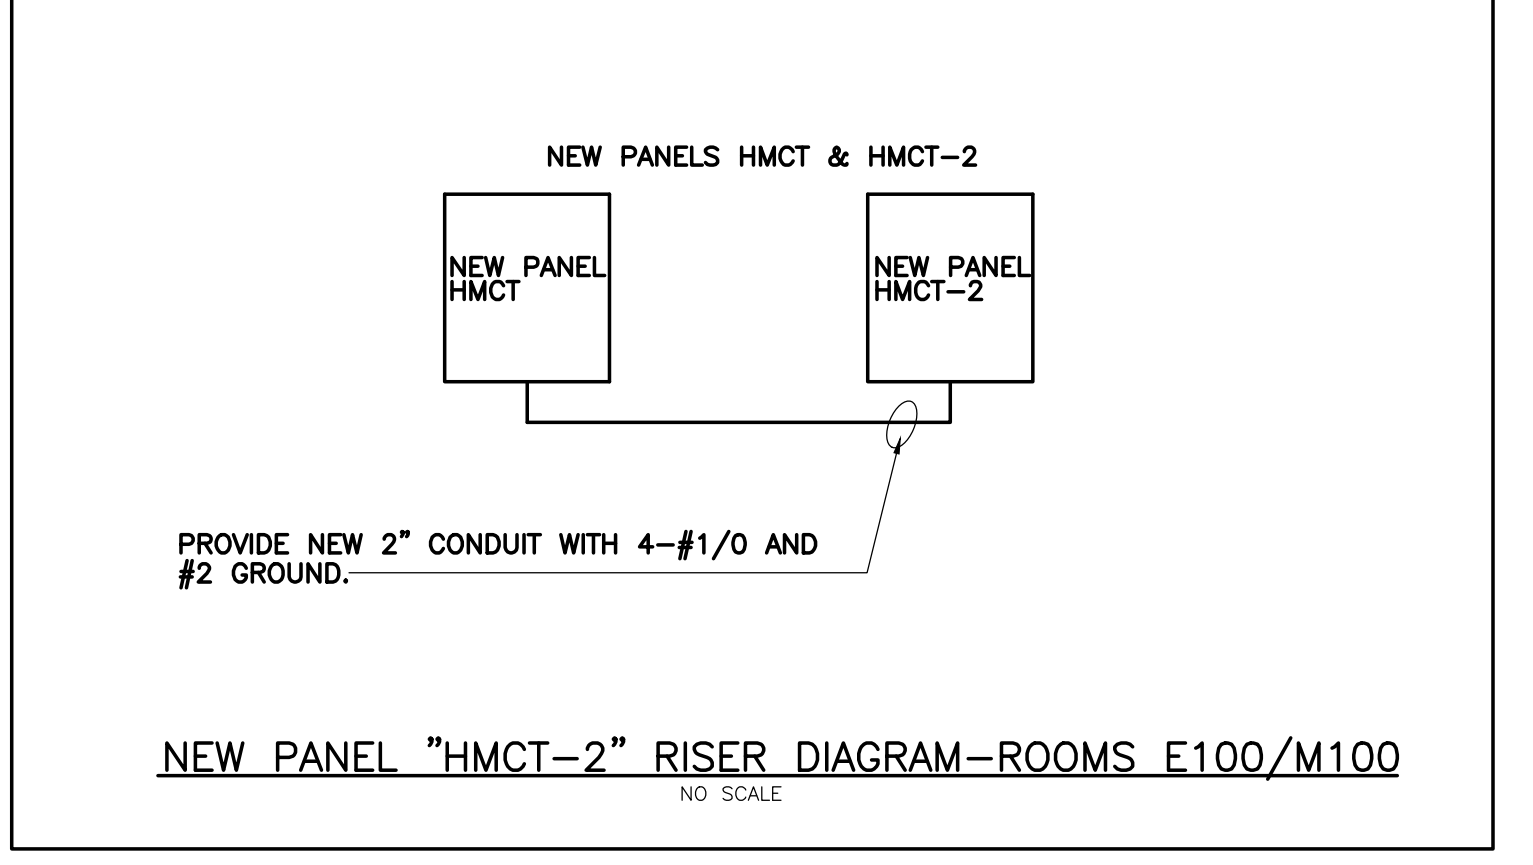 NEW PANELS HMCT & HMCT-2
NEW PANEL
HMCT
NEW PANEL
HMCT-2
PROVIDE NEW 2" CONDUIT WITH 4-#1/0 AND
#2 GROUND.
NEW PANEL "HMCT-2" RISER DIAGRAM-ROOMS E100/M100
NO SCALE